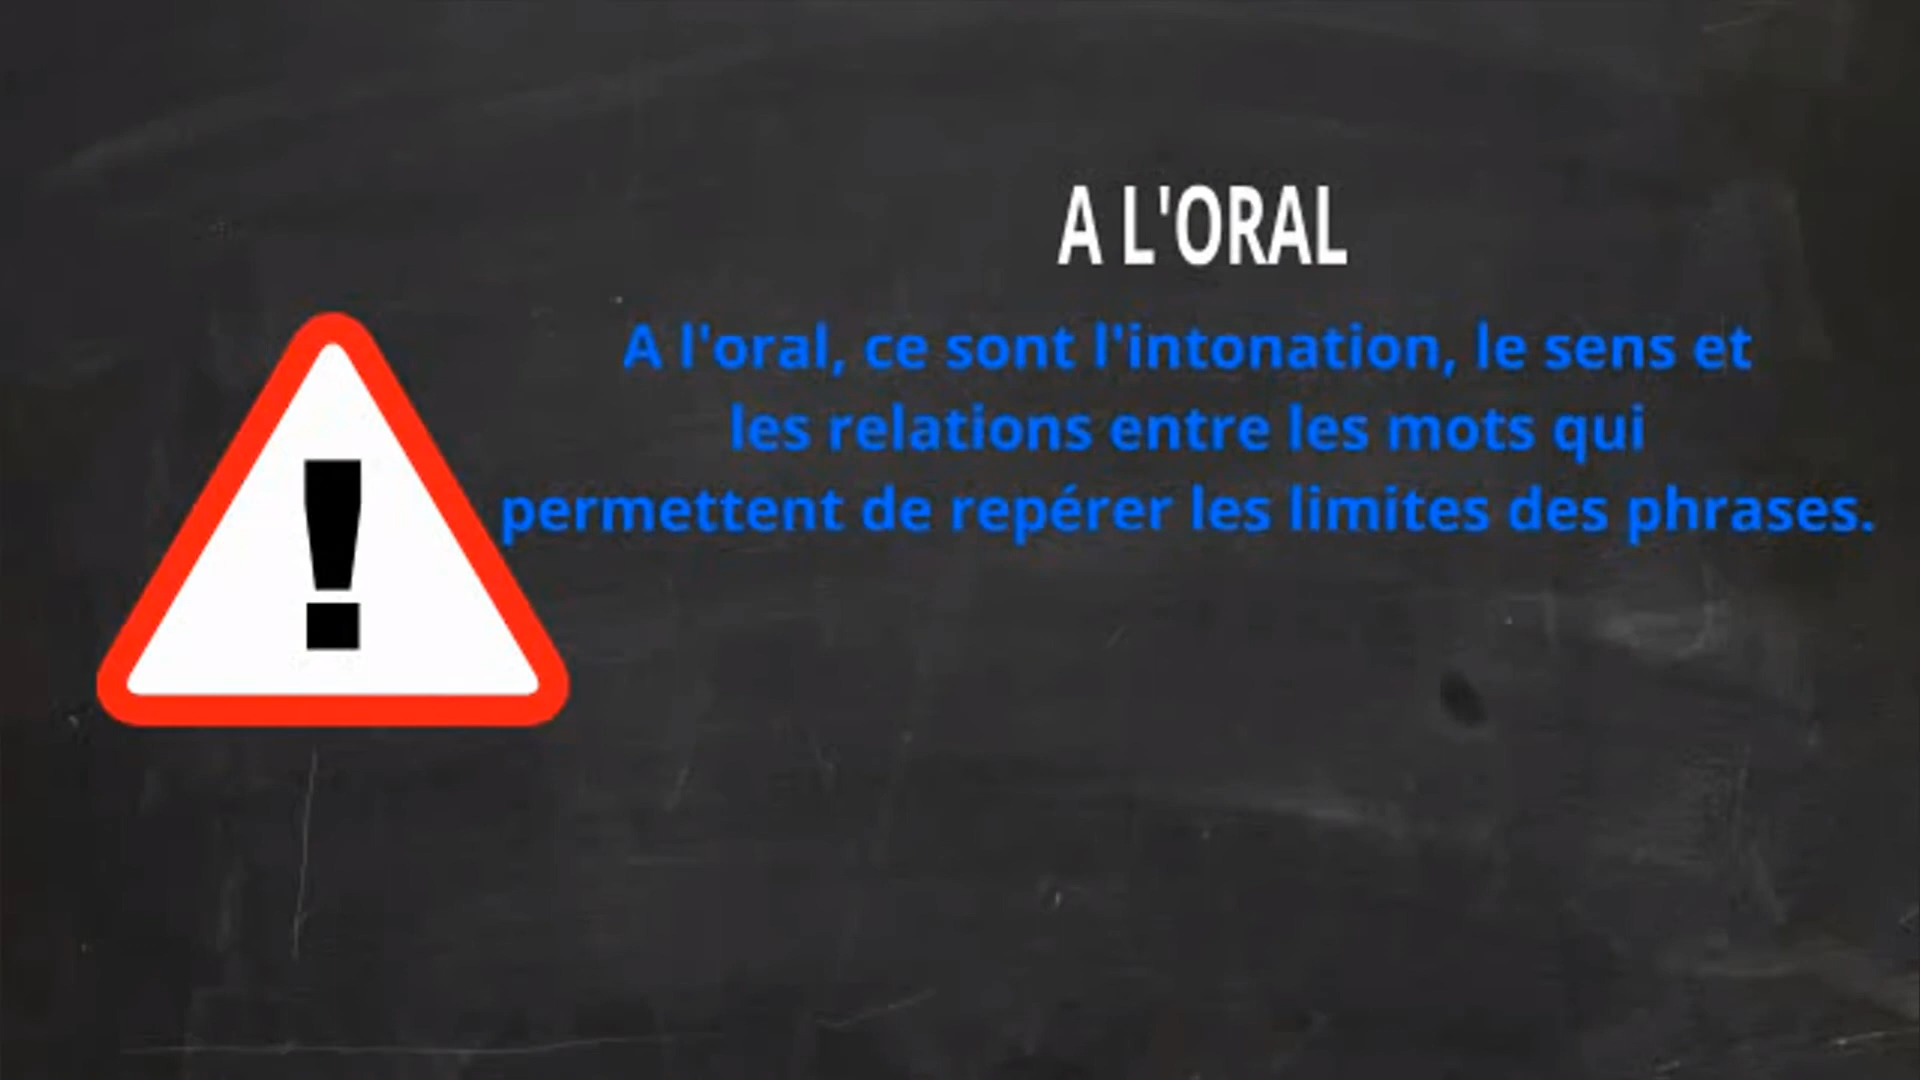 A L'ORAL
A l'oral, ce sont l'intonation, le sens et
les relations entre les mots qui
permettent de repérer les limites des phrases.
!